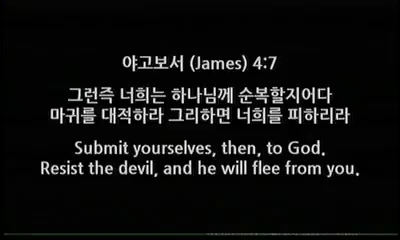 야고보서 (James) 4:7
그런즉 너희는 하나님께 순복할지어다
마귀를 대적하라 그리하면 너희를 피하리라
Submit yourselves, then, to God.
Resist the devil, and he will flee from you.